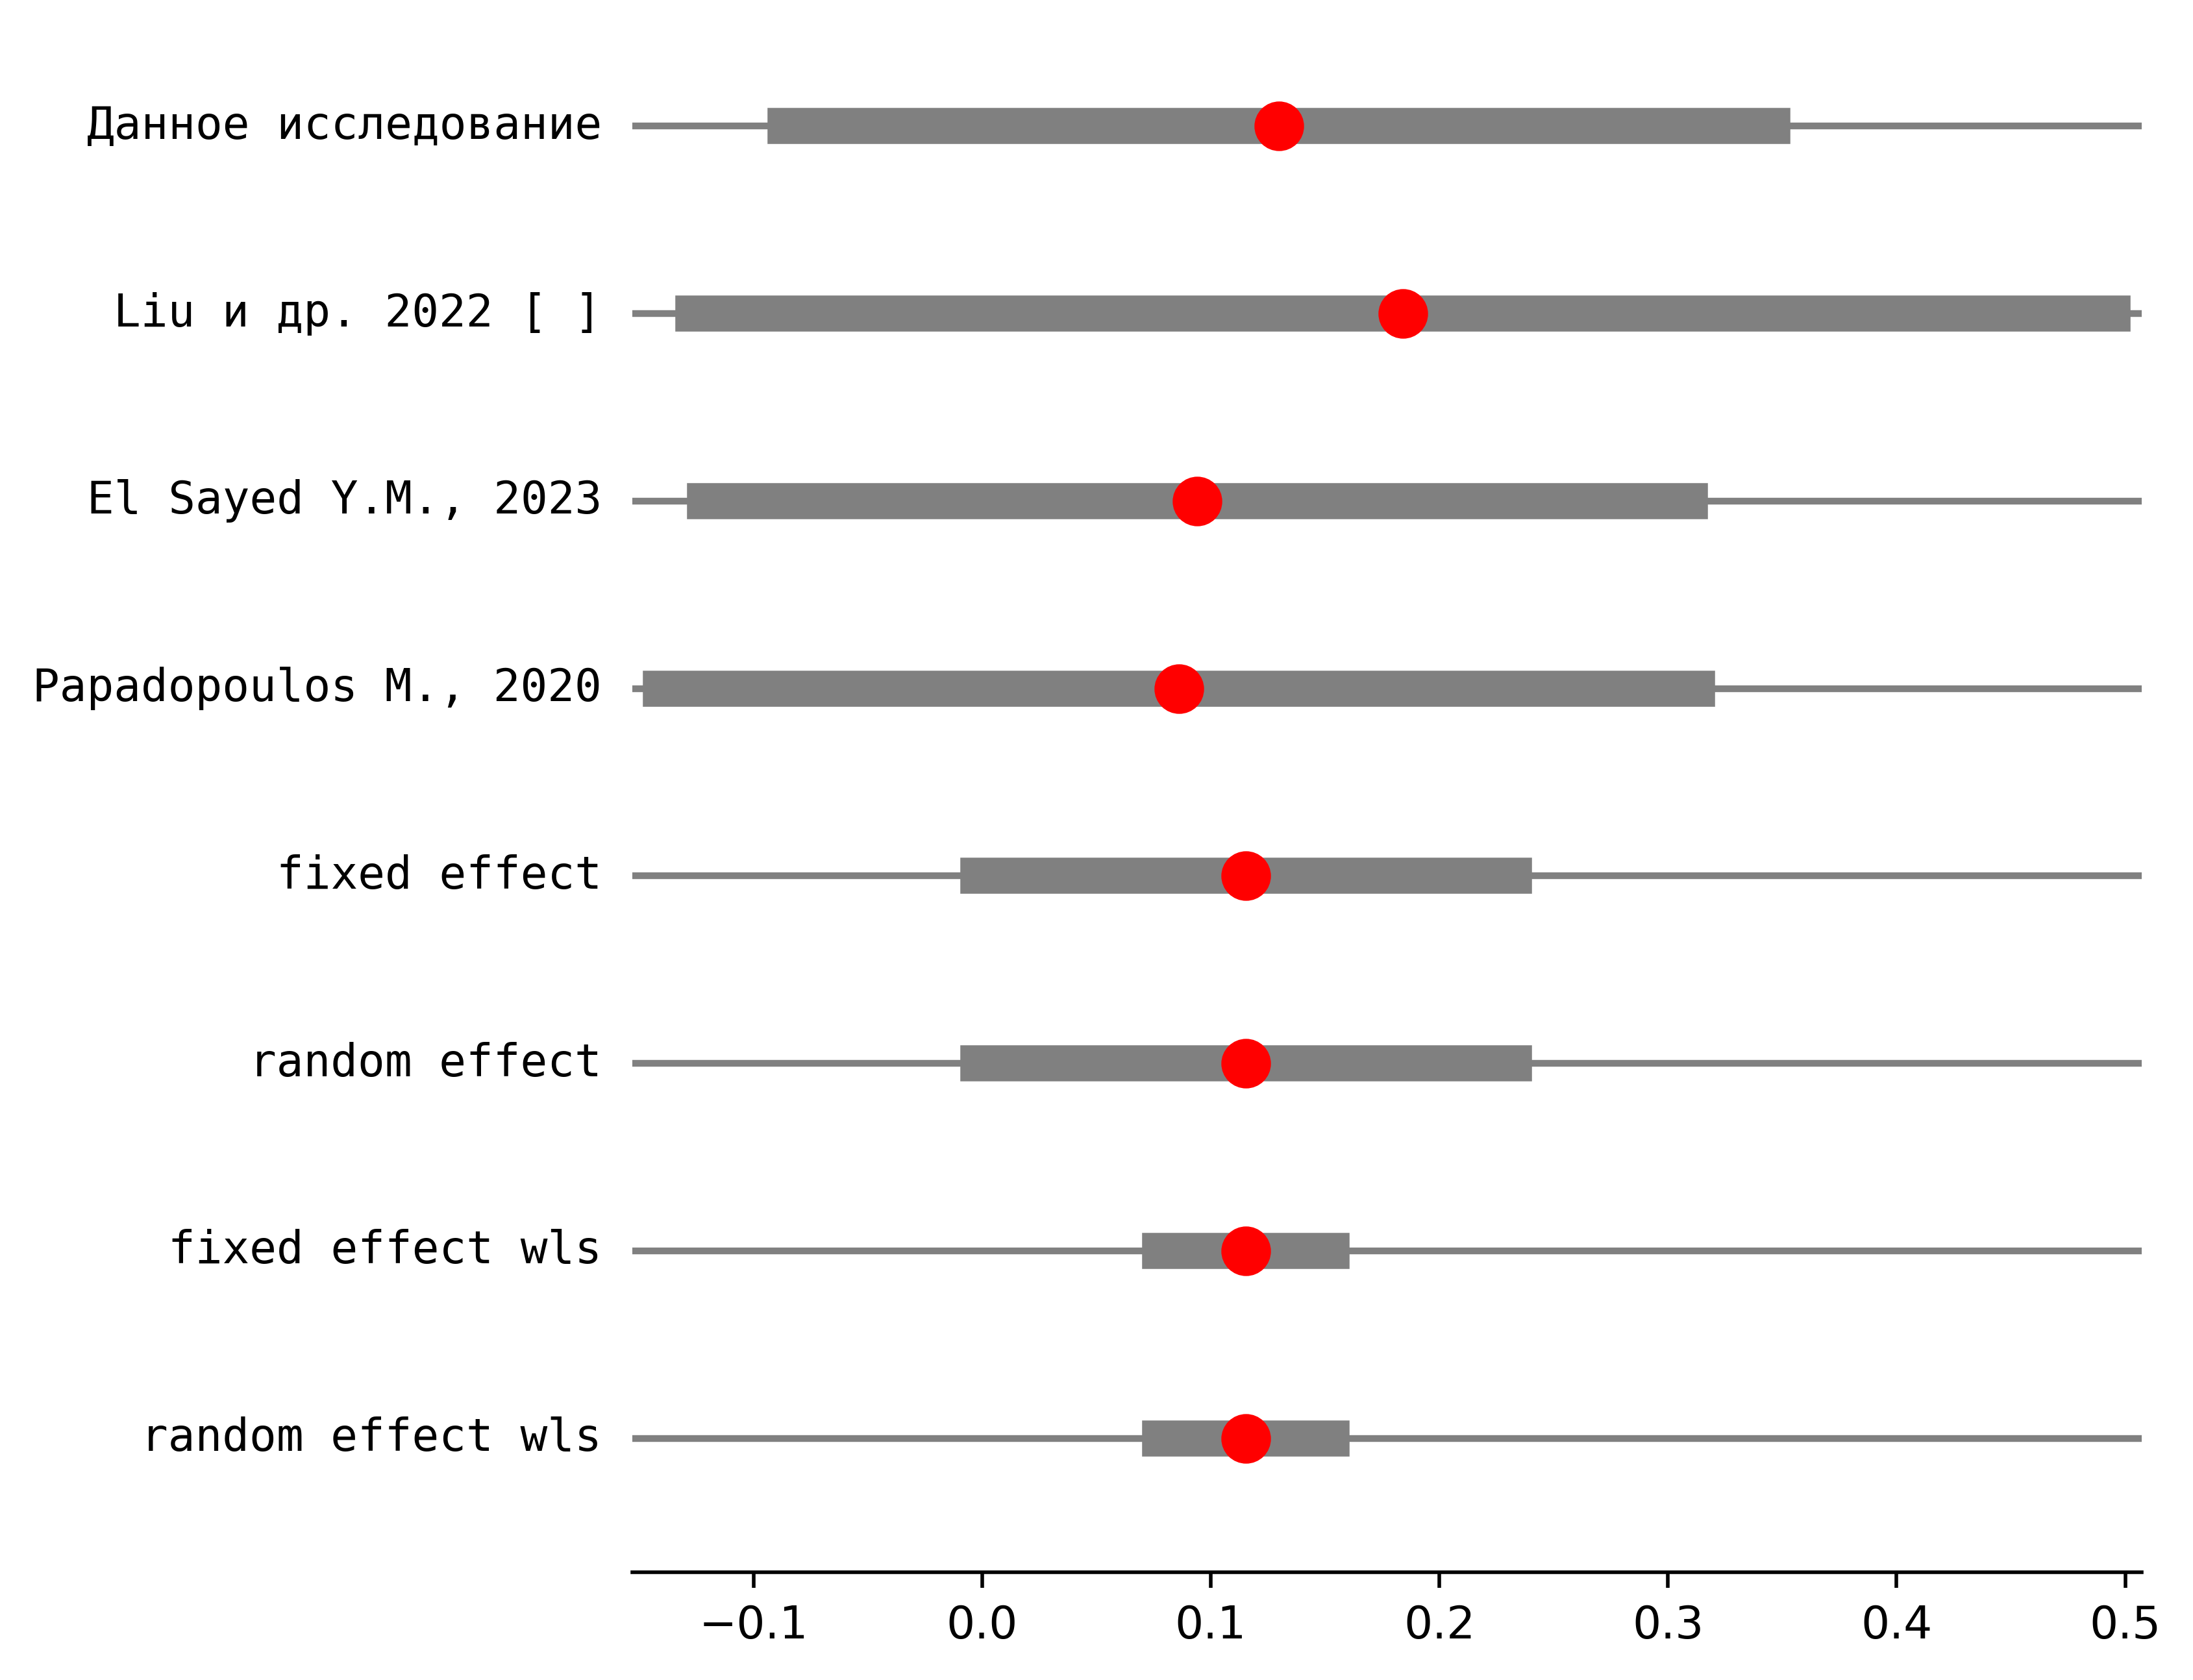 Данное исследование
Liu и др. 2022 [ ]
El Sayed Y.M., 2023
Papadopoulos M., 2020
fixed effect
random effect
fixed effect wls
random effect wls
−0.1 0.0 0.1 0.2 0.3 0.4 0.5